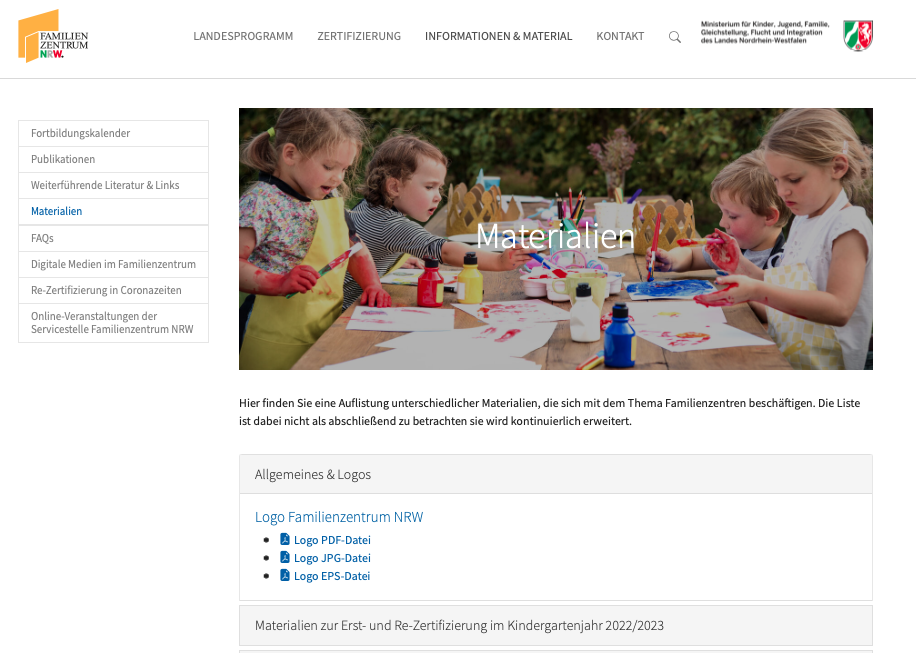 FAMILIEN
ZENTRUM
NRW.
LANDESPROGRAMM ZERTIFIZIERUNG INFORMATIONEN & MATERIAL KONTAKT
Ministerium für Kinder, Jugend, Familie,
Gleichstellung, Flucht und Integration
des Landes Nordrhein-Westfalen
Fortbildungskalender
Publikationen
Weiterführende Literatur & Links
Materialien
FAQs
Digitale Medien im Familienzentrum
Re-Zertifizierung in Coronazeiten
Online-Veranstaltungen der
Servicestelle Familienzentrum NRW
Materialien
Hier finden Sie eine Auflistung unterschiedlicher Materialien, die sich mit dem Thema Familienzentren beschäftigen. Die Liste
ist dabei nicht als abschließend zu betrachten sie wird kontinuierlich erweitert.
Allgemeines & Logos
Logo Familienzentrum NRW
Logo PDF-Datei
Logo JPG-Datei
Logo EPS-Datei
Materialien zur Erst- und Re-Zertifizierung im Kindergartenjahr 2022/2023